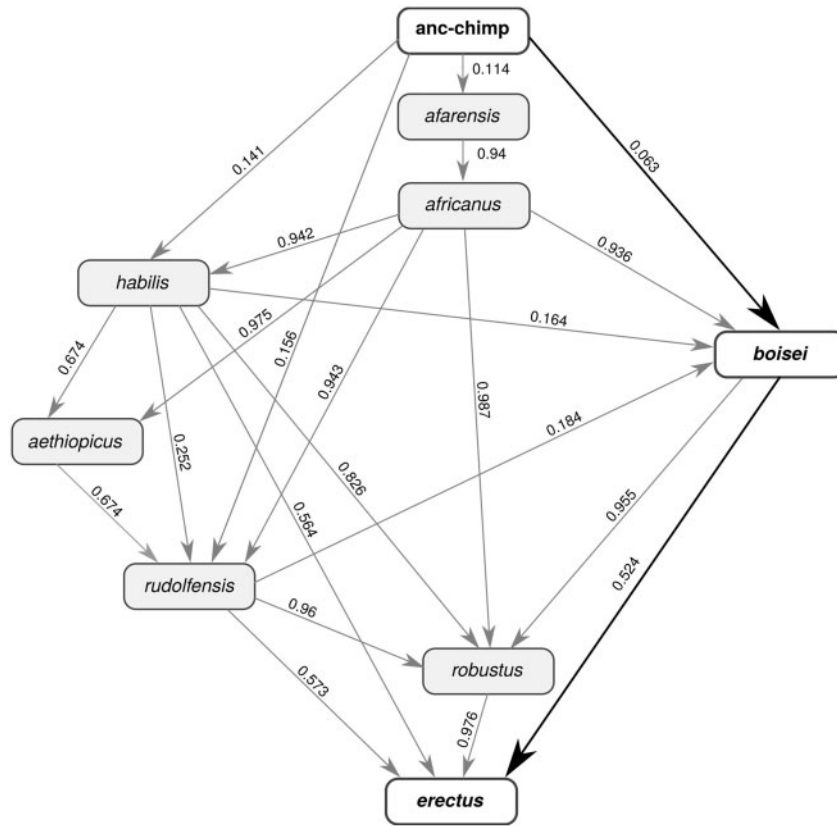 anc-chimp
0.114
afarensis
0.141
0.94
0.063
africanus
0.942
0.936
habilis
0.975
0.156
0.164
boisei
0.674
0.943
0.987
aethiopicus
0.252
0.184
0.826
0.674
0.564
0.955
0.524
rudolfensis
0.96
robustus
0.573
0.976
erectus